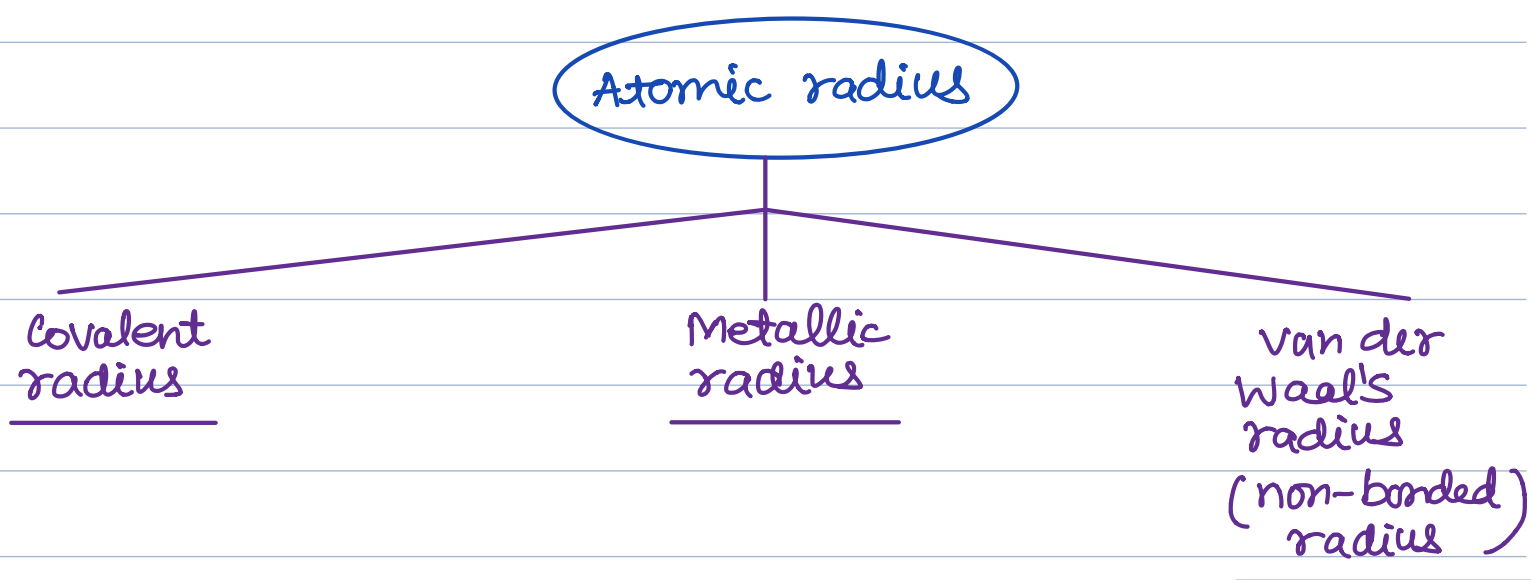 Atomic radius
Covalent
radius
Metallic
radius
van der
Waal's
radius
(non-bonded
radius)